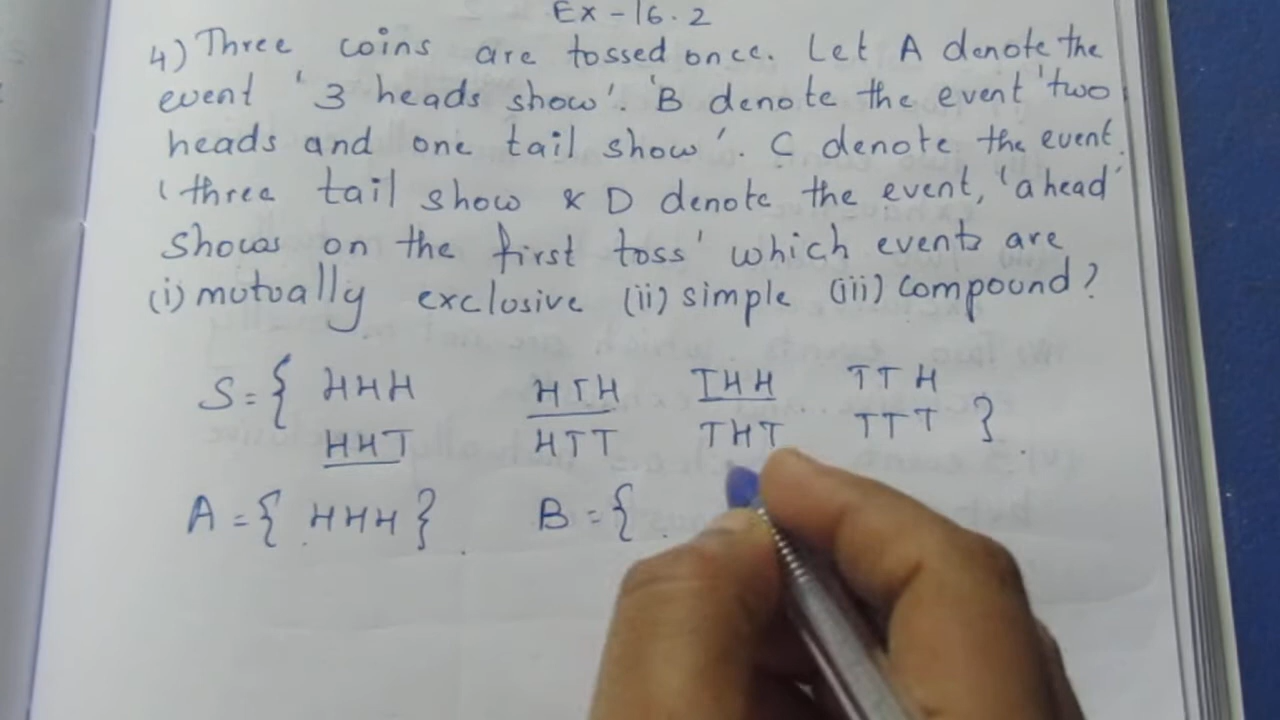 Ex - 16.2
4) Three coins are tossed once. Let A denote the
event '3 heads show'. 'B denote the event 'two
heads and one tail show'. C denote the event
'three tail show & D denote the event, 'a head'
shows on the first toss' which events are
(i) mutually exclusive (ii) simple (iii) compound?
S = { HHH HTH THH TTH
HHT HTT THT TTT }
A = { HHH } B = {